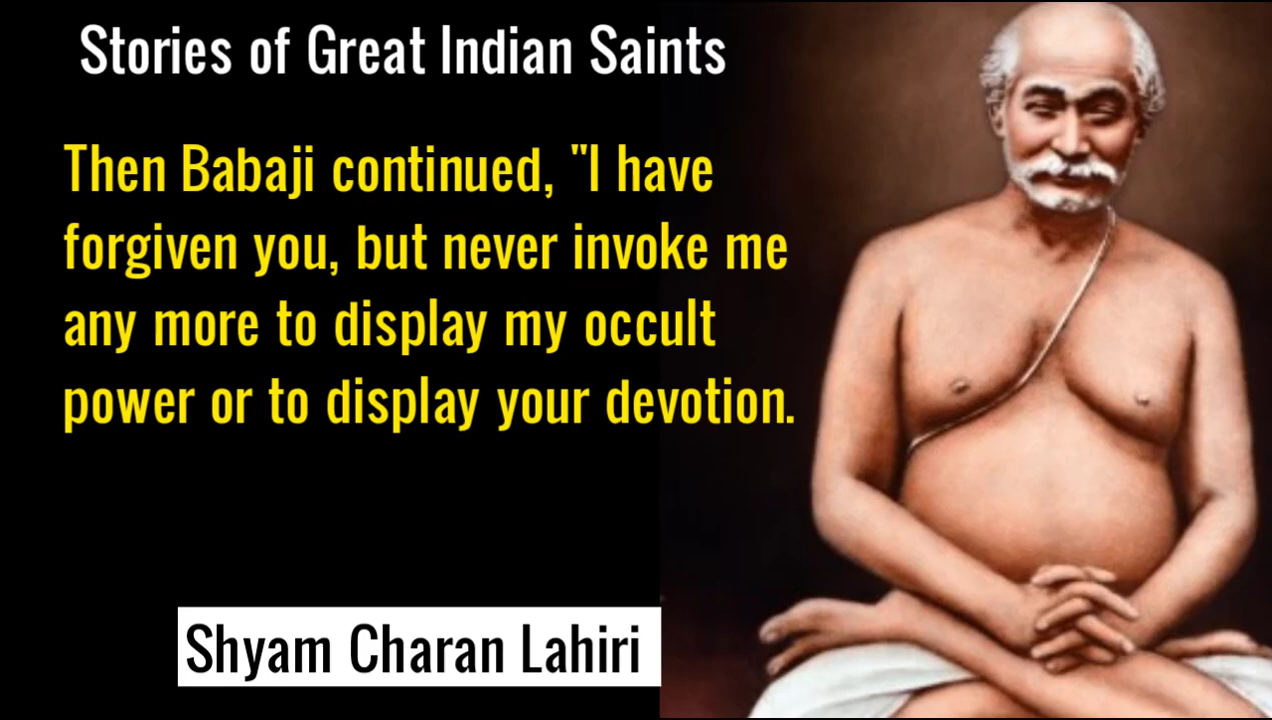 Stories of Great Indian Saints
Then Babaji continued, "I have
forgiven you, but never invoke me
any more to display my occult
power or to display your devotion.
Shyam Charan Lahiri